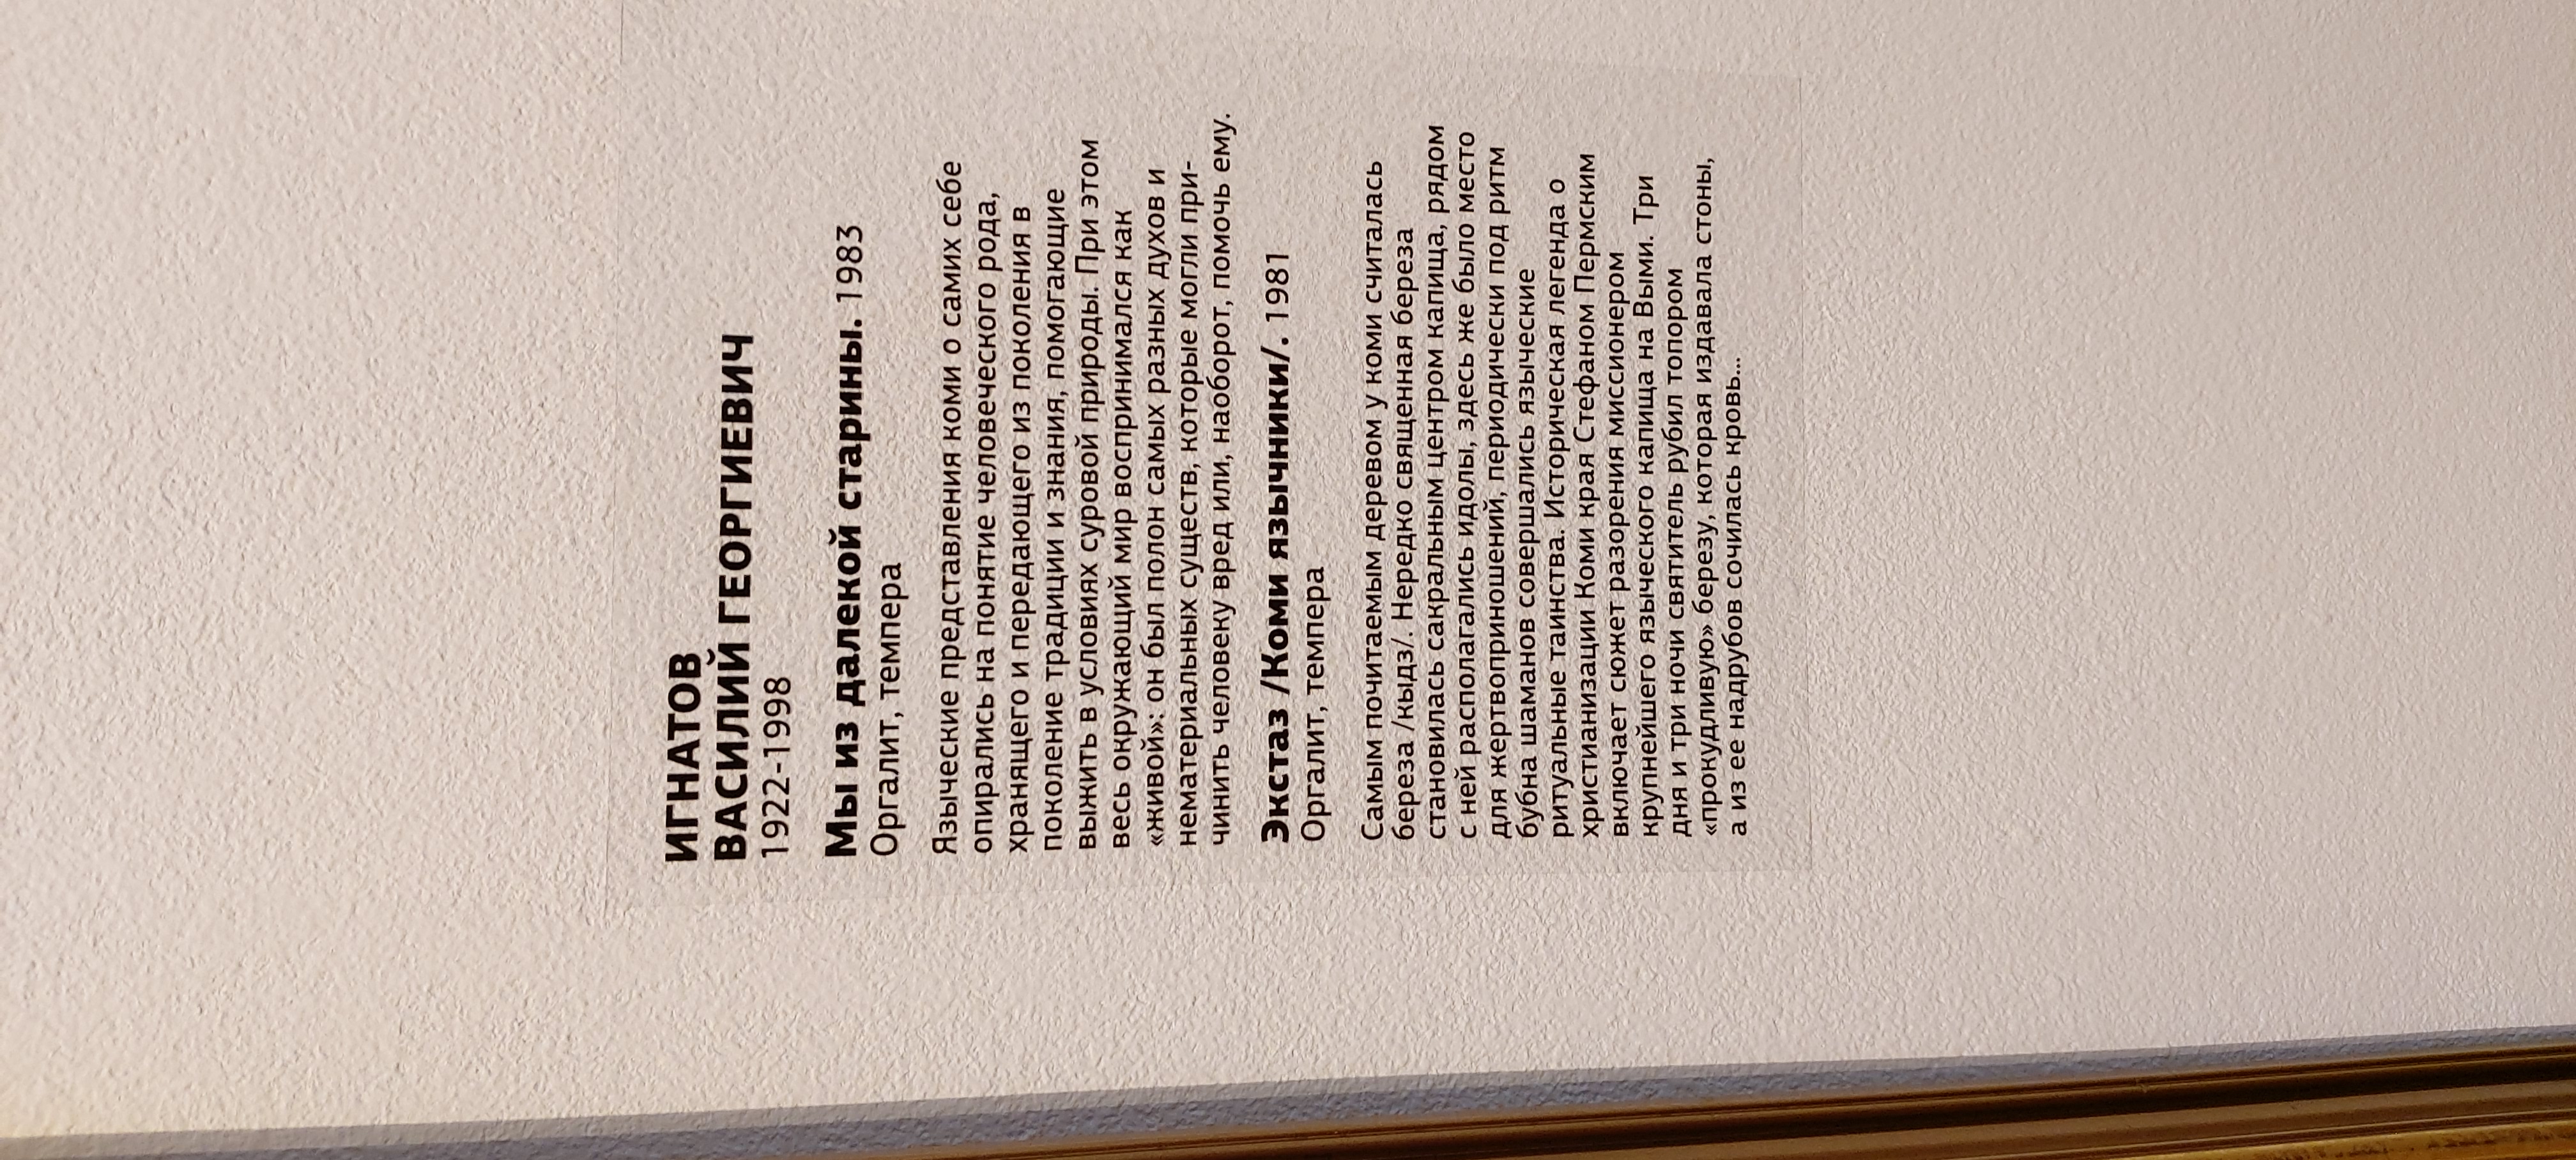 ИГНАТОВ
ВАСИЛИЙ ГЕОРГИЕВИЧ
1922-1998
Мы из далекой старины. 1983
Оргалит, темпера
Языческие представления коми о самих себе
опирались на понятие человеческого рода,
хранящего и передающего из поколения в
поколение традиции и знания, помогающие
выжить в условиях суровой природы. При этом
весь окружающий мир воспринимался как
«живой»: он был полон самых разных духов и
нематериальных существ, которые могли при-
чинить человеку вред или, наоборот, помочь ему.
Экстаз /Коми язычники/. 1981
Оргалит, темпера
Самым почитаемым деревом у коми считалась
береза /кыдз/. Нередко священная береза
становилась сакральным центром капища, рядом
с ней располагались идолы, здесь же было место
для жертвоприношений, периодически под ритм
бубна шаманов совершались языческие
ритуальные таинства. Историческая легенда о
христианизации Коми края Стефаном Пермским
включает сюжет разорения миссионером
крупнейшего языческого капища на Выми. Три
дня и три ночи святитель рубил топором
«прокудливую» березу, которая издавала стоны,
а из ее надрубов сочилась кровь...